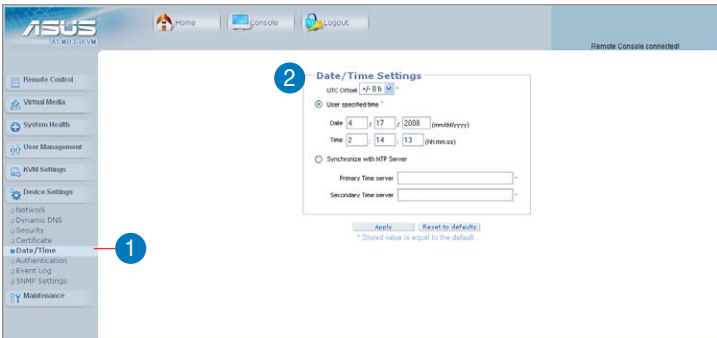 ASUS
ASMB3 iKVM
Home
Console
Logout
Remote Console connected!
Remote Control
Virtual Media
System Health
User Management
KVM Settings
Device Settings
Network
Dynamic DNS
Security
Certificate
Date/Time
Authentication
Event Log
SNMP Settings
Maintenance
1
2
Date/Time Settings
UTC Offset +/- 0 h *
User specified time *
Date 4 / 17 / 2008 (mm/dd/yyyy)
Time 2 : 14 : 13 (hh:mm:ss)
Synchronize with NTP Server
Primary Time server *
Secondary Time server *
Apply Reset to defaults
* Stored value is equal to the default.